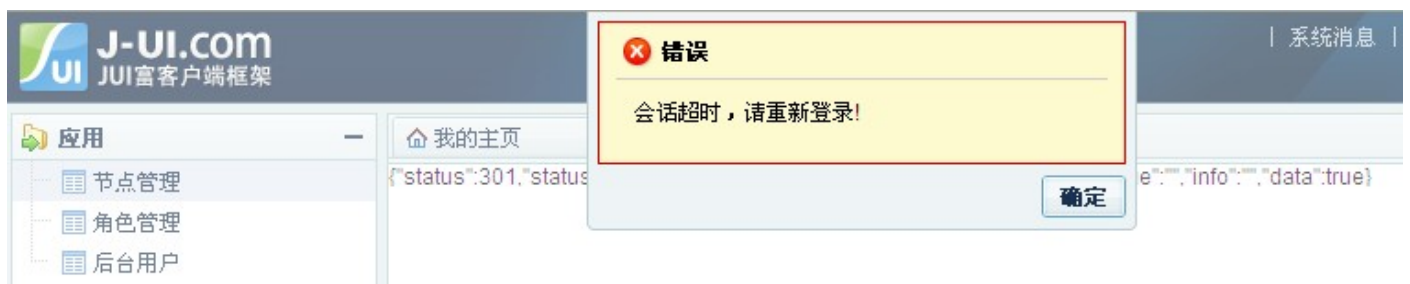 J-UI.com
JUI富客户端框架
UI
| 系统消息 |
错误
会话超时，请重新登录!
确定
应用
节点管理
角色管理
后台用户
我的主页
{"status":301,"status
e":"","info":"","data":true}